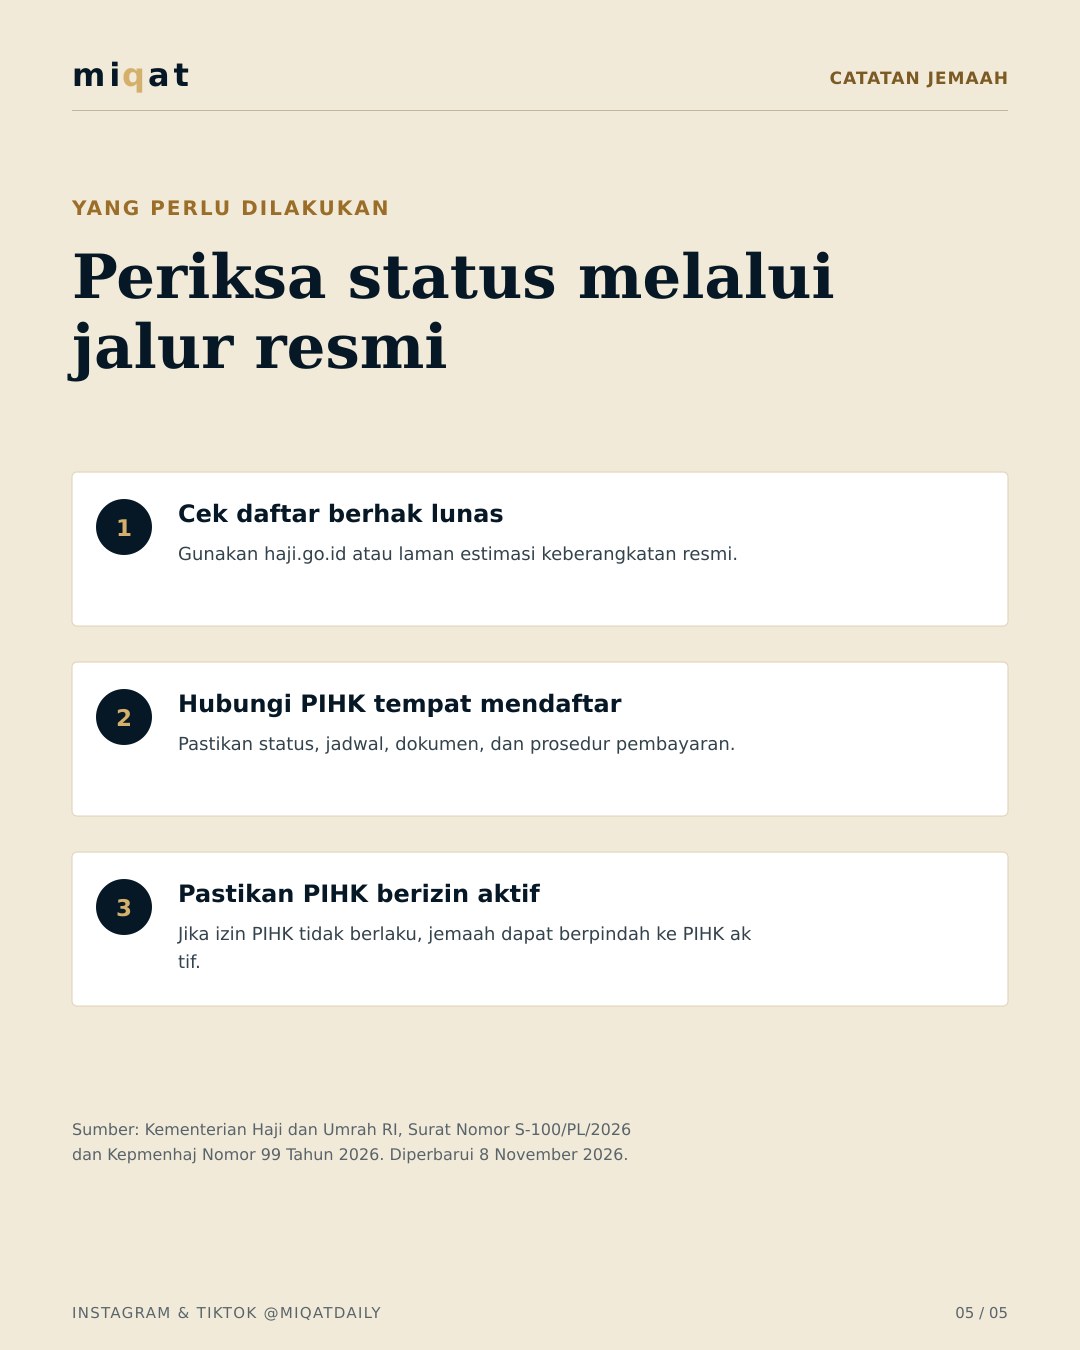 miqat
CATATAN JEMAAH
YANG PERLU DILAKUKAN
Periksa status melalui
jalur resmi
1
Cek daftar berhak lunas
Gunakan haji.go.id atau laman estimasi keberangkatan resmi.
2
Hubungi PIHK tempat mendaftar
Pastikan status, jadwal, dokumen, dan prosedur pembayaran.
3
Pastikan PIHK berizin aktif
Jika izin PIHK tidak berlaku, jemaah dapat berpindah ke PIHK ak
tif.
Sumber: Kementerian Haji dan Umrah RI, Surat Nomor S-100/PL/2026
dan Kepmenhaj Nomor 99 Tahun 2026. Diperbarui 8 November 2026.
INSTAGRAM & TIKTOK @MIQATDAILY
05 / 05